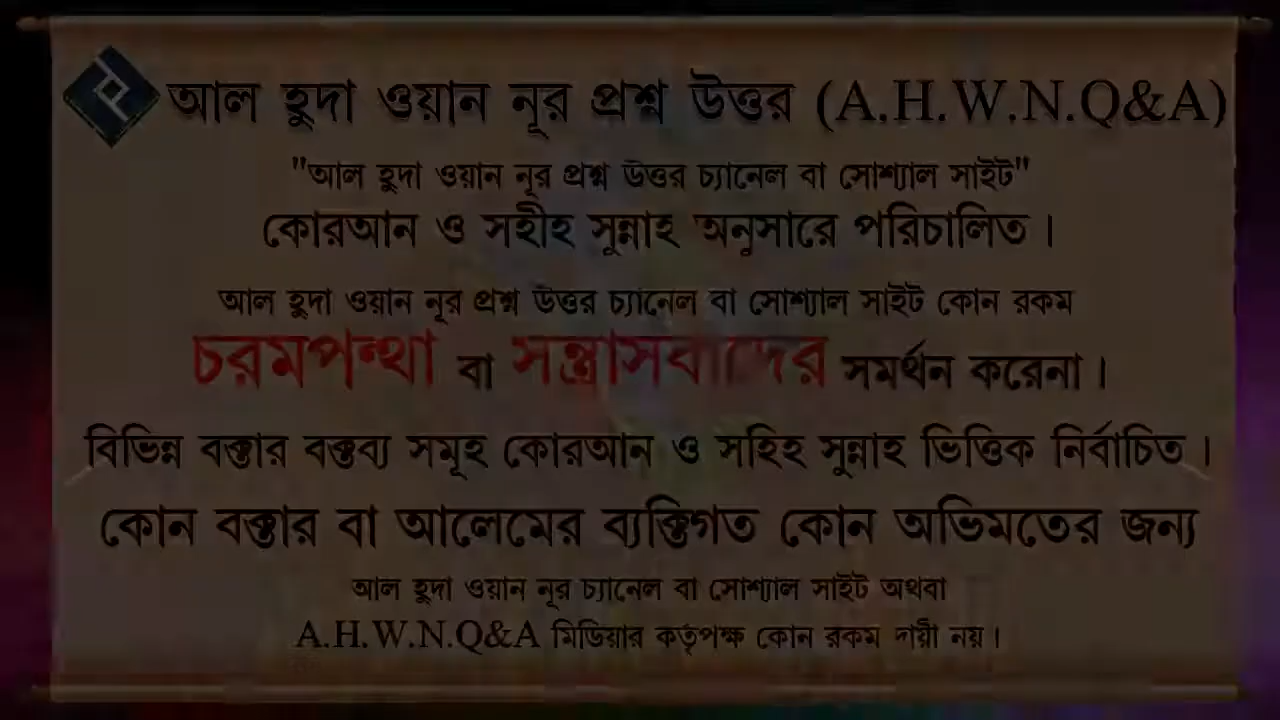 আল হুদা ওয়ান নূর প্রশ্ন উত্তর (A.H.W.N.Q&A)
"আল হুদা ওয়ান নূর প্রশ্ন উত্তর চ্যানেল বা সোশ্যাল সাইট"
কোরআন ও সহীহ সুন্নাহ অনুসারে পরিচালিত।
আল হুদা ওয়ান নূর প্রশ্ন উত্তর চ্যানেল বা সোশ্যাল সাইট কোন রকম
চরমপন্থা বা সন্ত্রাসবাদের সমর্থন করেনা।
বিভিন্ন বক্তার বক্তব্য সমূহ কোরআন ও সহিহ সুন্নাহ ভিত্তিক নির্বাচিত।
কোন বক্তার বা আলেমের ব্যক্তিগত কোন অভিমতের জন্য
আল হুদা ওয়ান নূর চ্যানেল বা সোশ্যাল সাইট অথবা
A.H.W.N.Q&A মিডিয়ার কর্তৃপক্ষ কোন রকম দায়ী নয়।